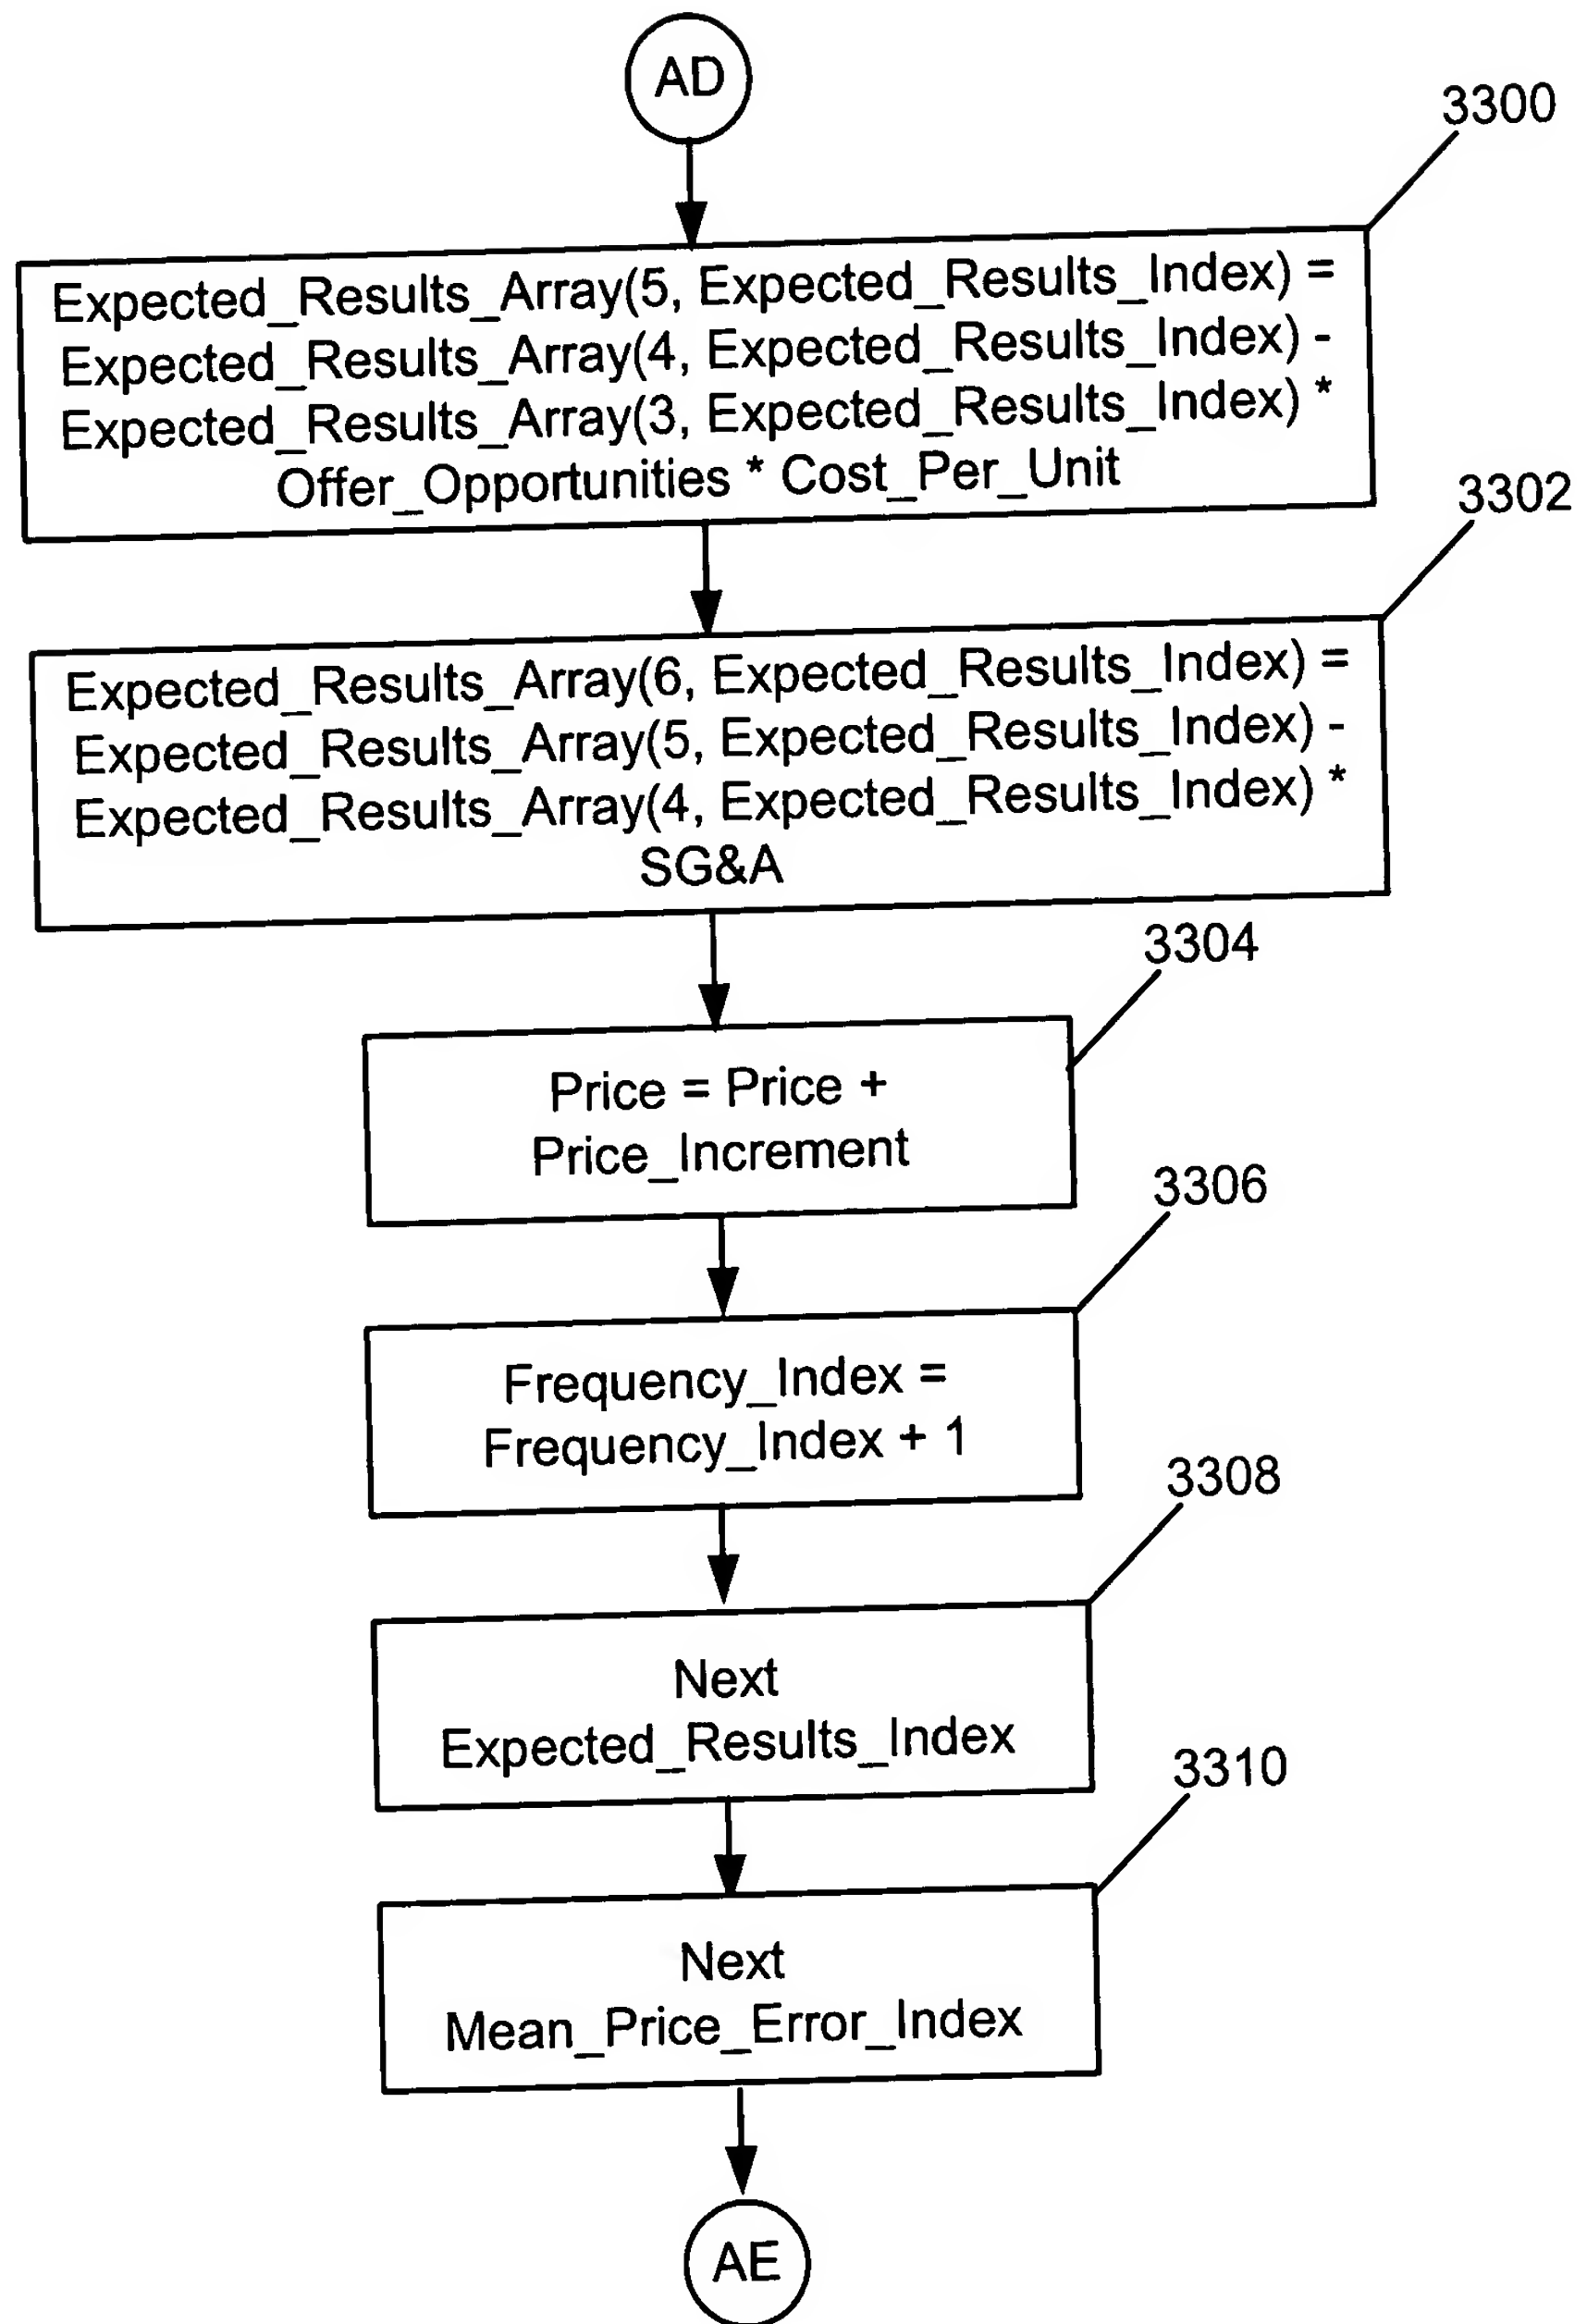 AD
3300
Expected_Results_Array(5, Expected_Results_Index) =
Expected_Results_Array(4, Expected_Results_Index) -
Expected_Results_Array(3, Expected_Results_Index) *
Offer_Opportunities * Cost_Per_Unit
3302
Expected_Results_Array(6, Expected_Results_Index) =
Expected_Results_Array(5, Expected_Results_Index) -
Expected_Results_Array(4, Expected_Results_Index) *
SG&A
3304
Price = Price +
Price_Increment
3306
Frequency_Index =
Frequency_Index + 1
3308
Next
Expected_Results_Index
3310
Next
Mean_Price_Error_Index
AE